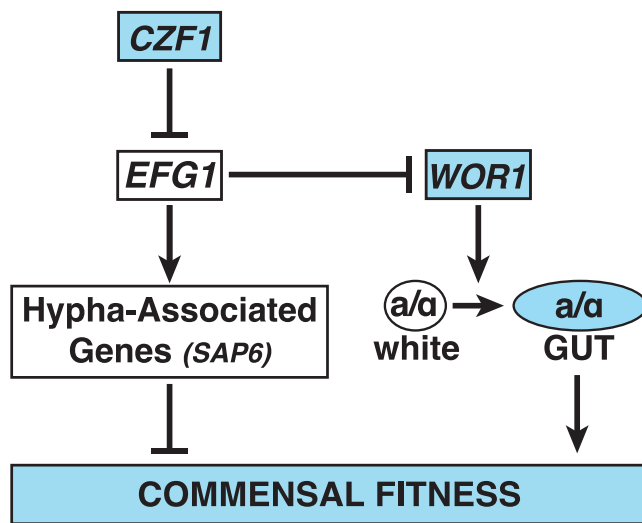 CZF1
EFG1
WOR1
Hypha-Associated
Genes (SAP6)
a/α
white
a/α
GUT
COMMENSAL FITNESS